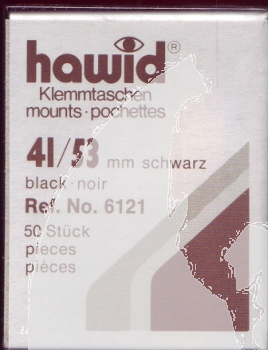 hawid®
Klemmtaschen
mounts·pochettes
41/53 mm schwarz
black·noir
Ref. No. 6121
50 Stück
pieces
pièces